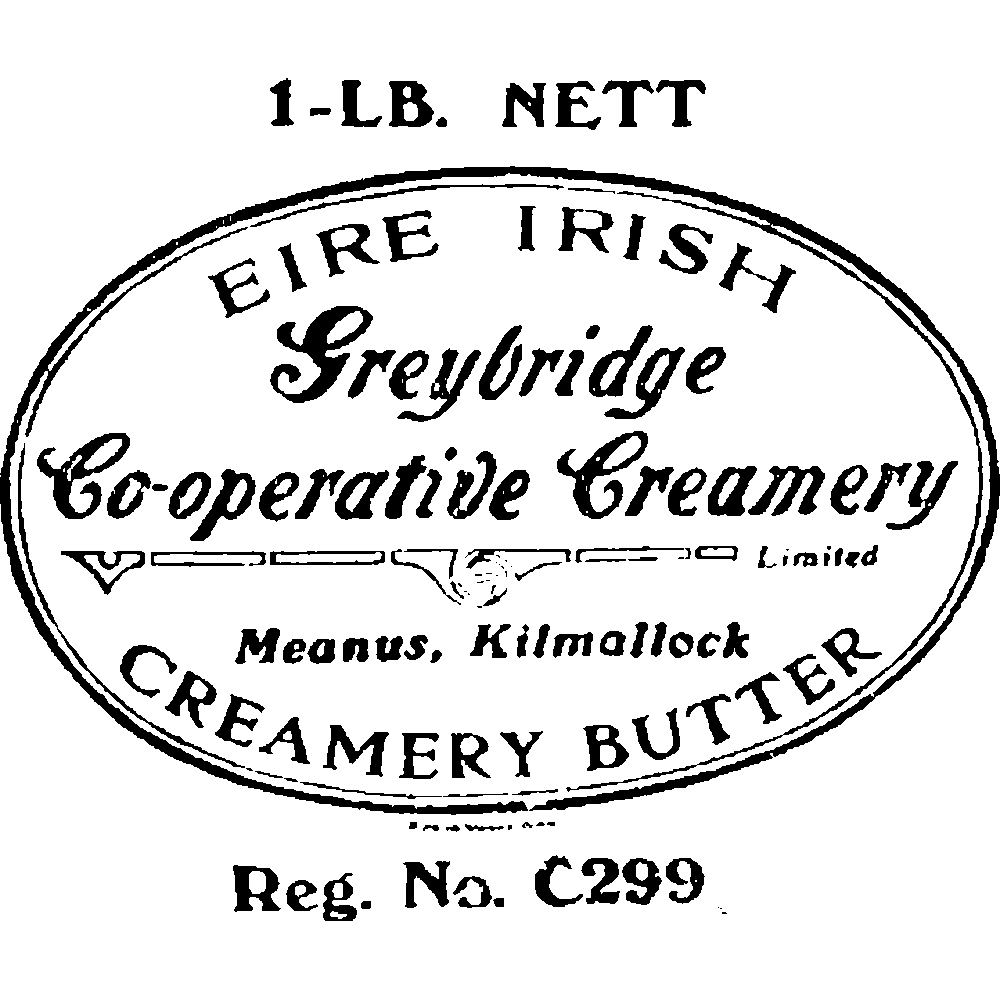 1-LB. NETT
EIRE IRISH
Greybridge
Co-operative Creamery
Limited
Meanus, Kilmallock
CREAMERY BUTTER
Reg. No. C299